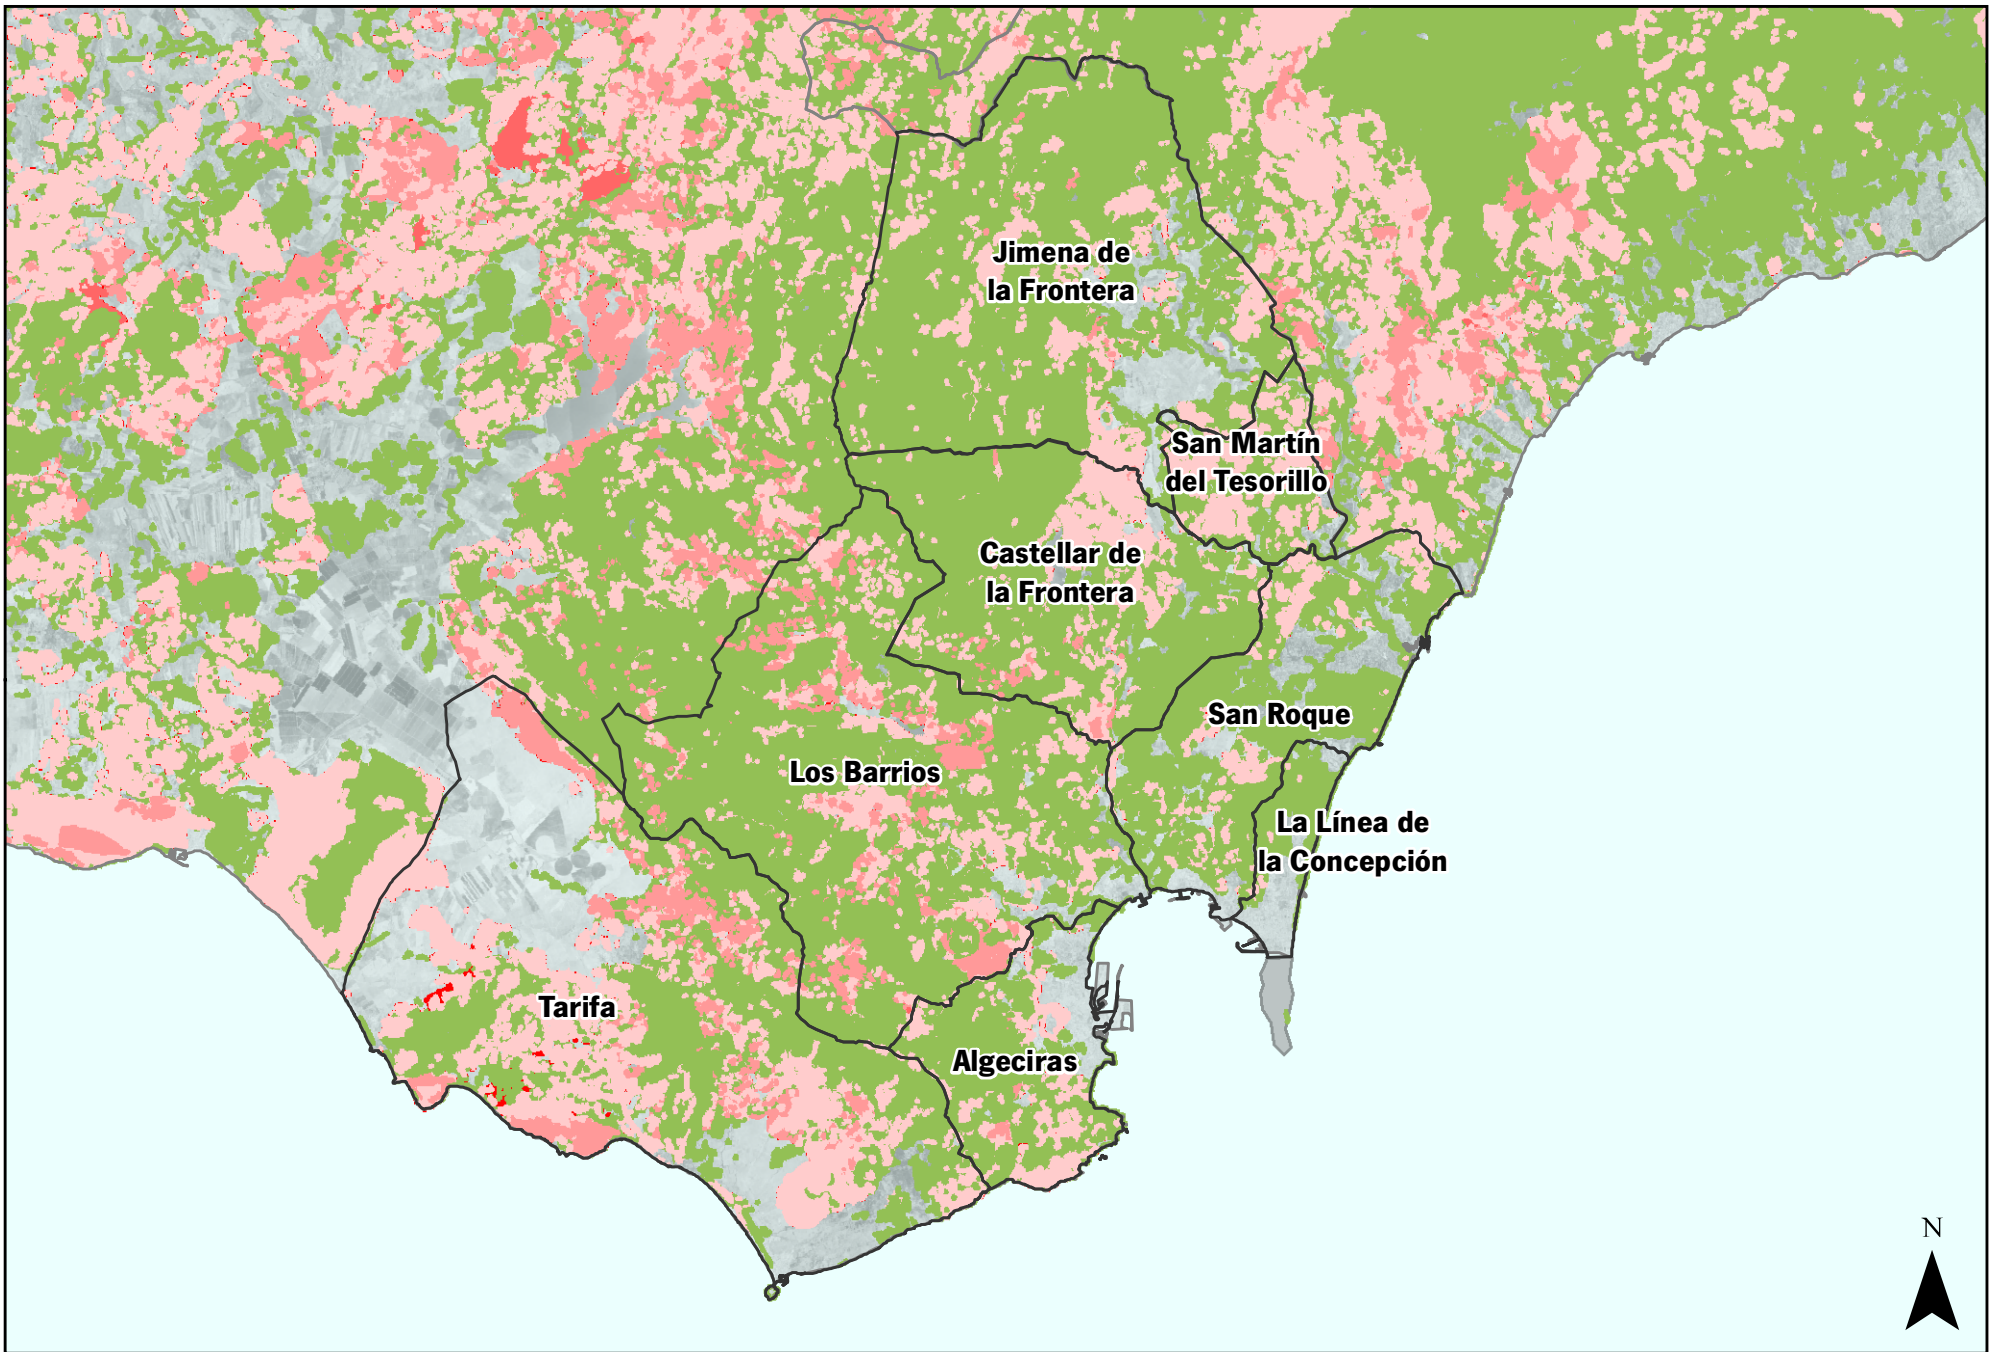 Jimena de
la Frontera
San Martín
del Tesorillo
Castellar de
la Frontera
San Roque
Los Barrios
La Línea de
la Concepción
Tarifa
Algeciras
N